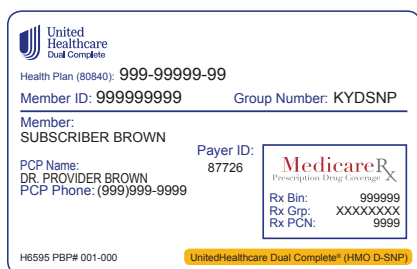 United
Healthcare
Dual Complete
Health Plan (80840): 999-99999-99
Member ID: 999999999 Group Number: KYDSNP
Member:
SUBSCRIBER BROWN
Payer ID:
87726
PCP Name:
DR. PROVIDER BROWN
PCP Phone: (999)999-9999
MedicareRx
Prescription Drug Coverage
Rx Bin: 999999
Rx Grp: XXXXXXXX
Rx PCN: 9999
H6595 PBP# 001-000
UnitedHealthcare Dual Complete® (HMO D-SNP)